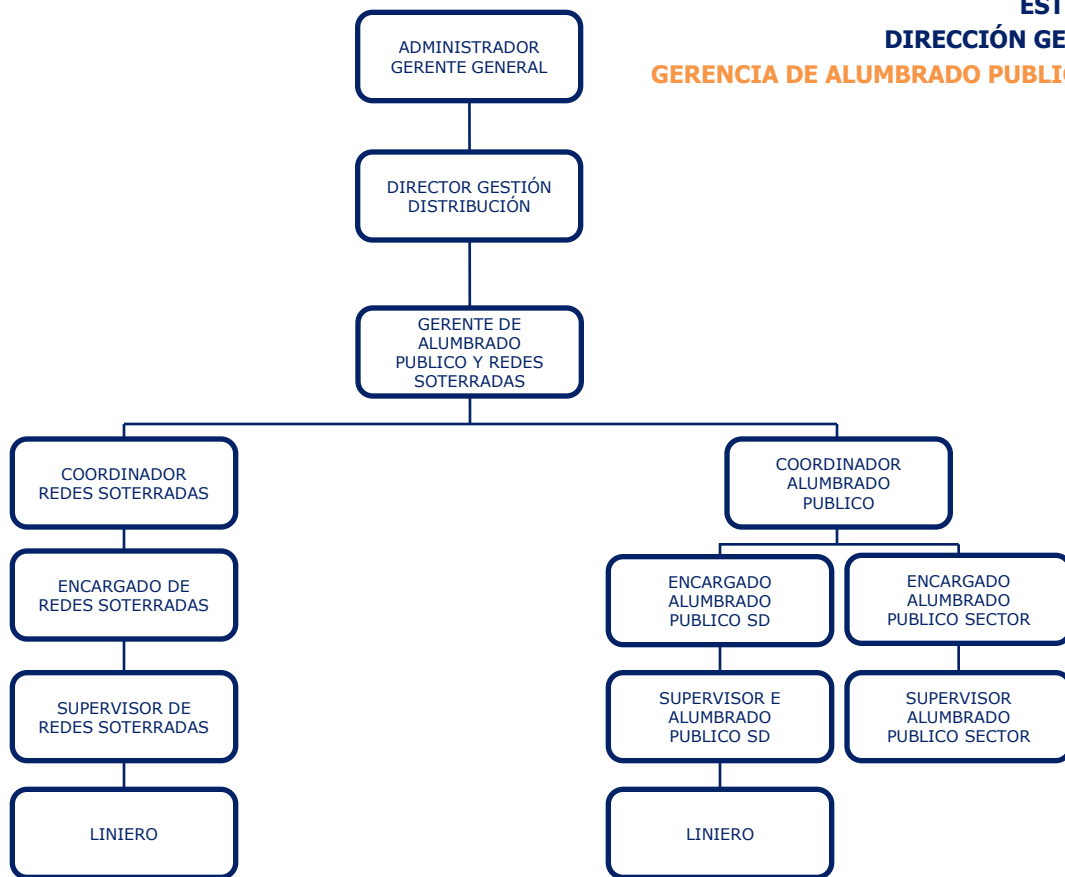 EST
DIRECCIÓN GE
GERENCIA DE ALUMBRADO PUBLI
ADMINISTRADOR
GERENTE GENERAL
DIRECTOR GESTIÓN
DISTRIBUCIÓN
GERENTE DE
ALUMBRADO
PUBLICO Y REDES
SOTERRADAS
COORDINADOR
REDES SOTERRADAS
COORDINADOR
ALUMBRADO
PUBLICO
ENCARGADO DE
REDES SOTERRADAS
ENCARGADO
ALUMBRADO
PUBLICO SD
ENCARGADO
ALUMBRADO
PUBLICO SECTOR
SUPERVISOR DE
REDES SOTERRADAS
SUPERVISOR E
ALUMBRADO
PUBLICO SD
SUPERVISOR
ALUMBRADO
PUBLICO SECTOR
LINIERO
LINIERO